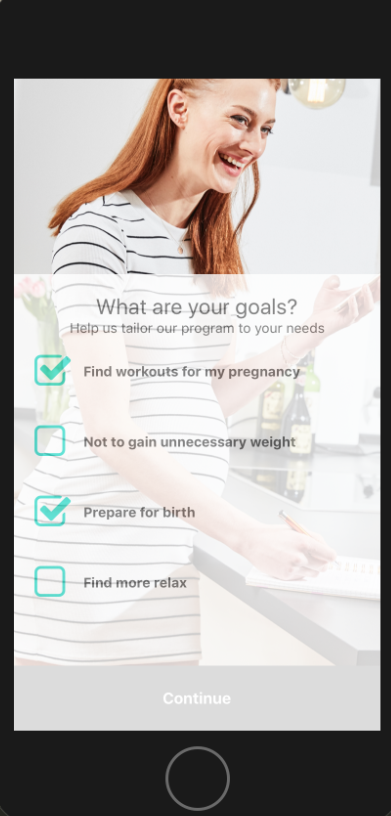 What are your goals?
Help us tailor our program to your needs
Find workouts for my pregnancy
Not to gain unnecessary weight
Prepare for birth
Find more relax
Continue